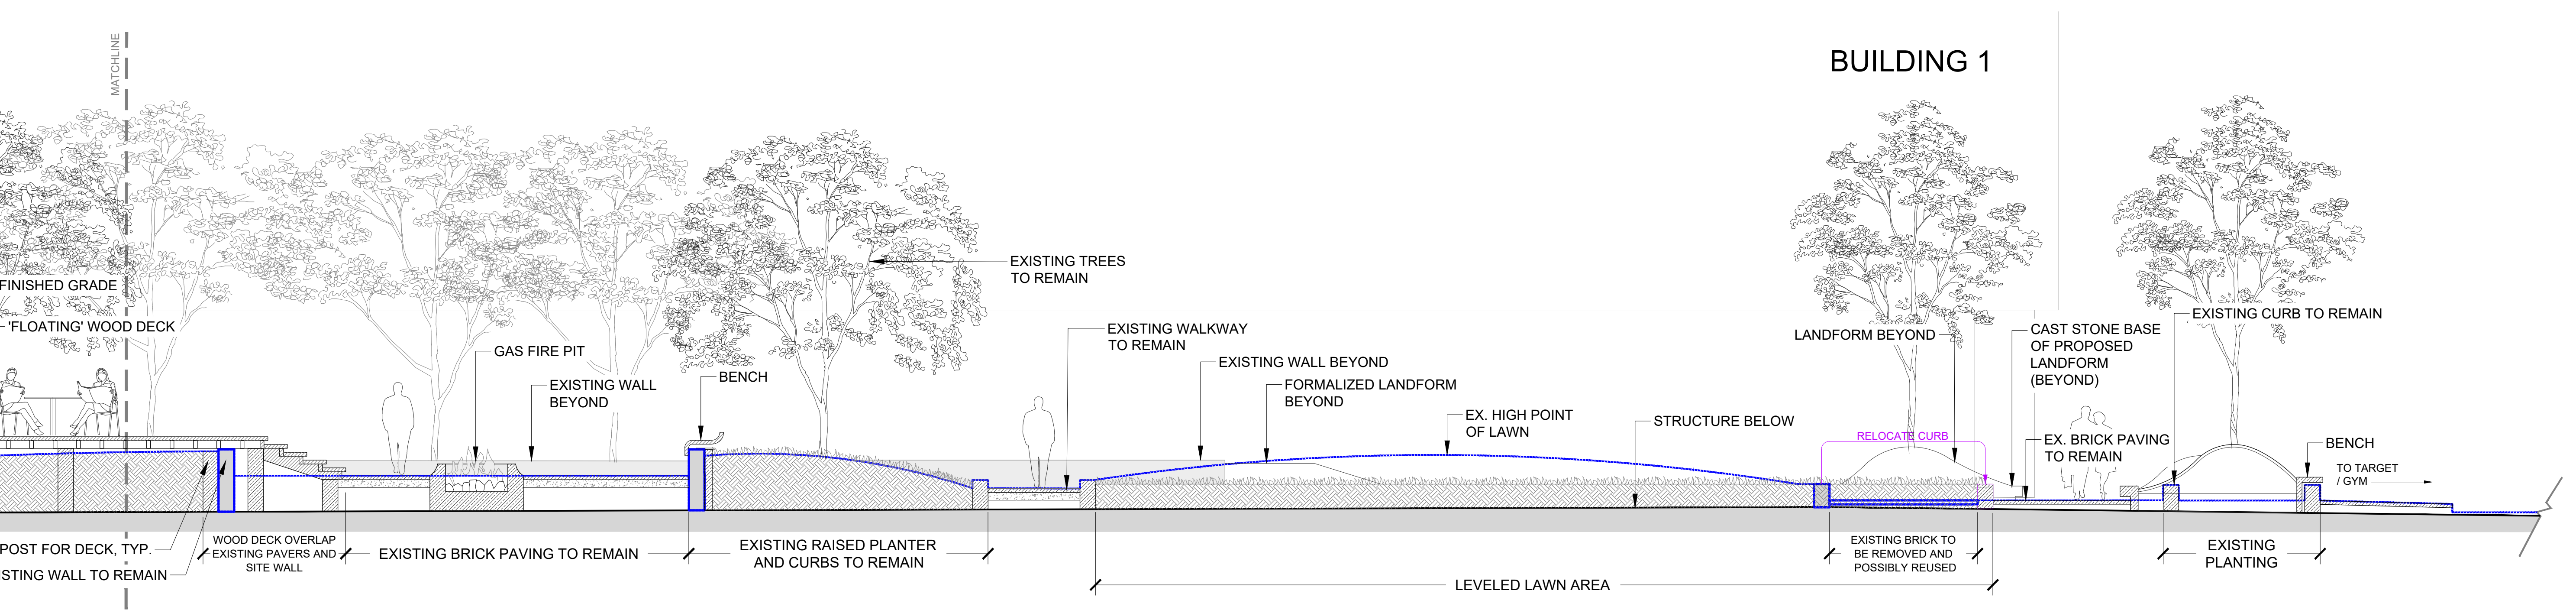 MATCHLINE
BUILDING 1
FINISHED GRADE
'FLOATING' WOOD DECK
GAS FIRE PIT
EXISTING WALL
BEYOND
BENCH
EXISTING TREES
TO REMAIN
EXISTING WALKWAY
TO REMAIN
EXISTING WALL BEYOND
FORMALIZED LANDFORM
BEYOND
EX. HIGH POINT
OF LAWN
STRUCTURE BELOW
LANDFORM BEYOND
RELOCATE CURB
CAST STONE BASE
OF PROPOSED
LANDFORM
(BEYOND)
EX. BRICK PAVING
TO REMAIN
EXISTING CURB TO REMAIN
BENCH
TO TARGET
/ GYM
POST FOR DECK, TYP.
ISTING WALL TO REMAIN
WOOD DECK OVERLAP
EXISTING PAVERS AND
SITE WALL
EXISTING BRICK PAVING TO REMAIN
EXISTING RAISED PLANTER
AND CURBS TO REMAIN
LEVELED LAWN AREA
EXISTING BRICK TO
BE REMOVED AND
POSSIBLY REUSED
EXISTING
PLANTING